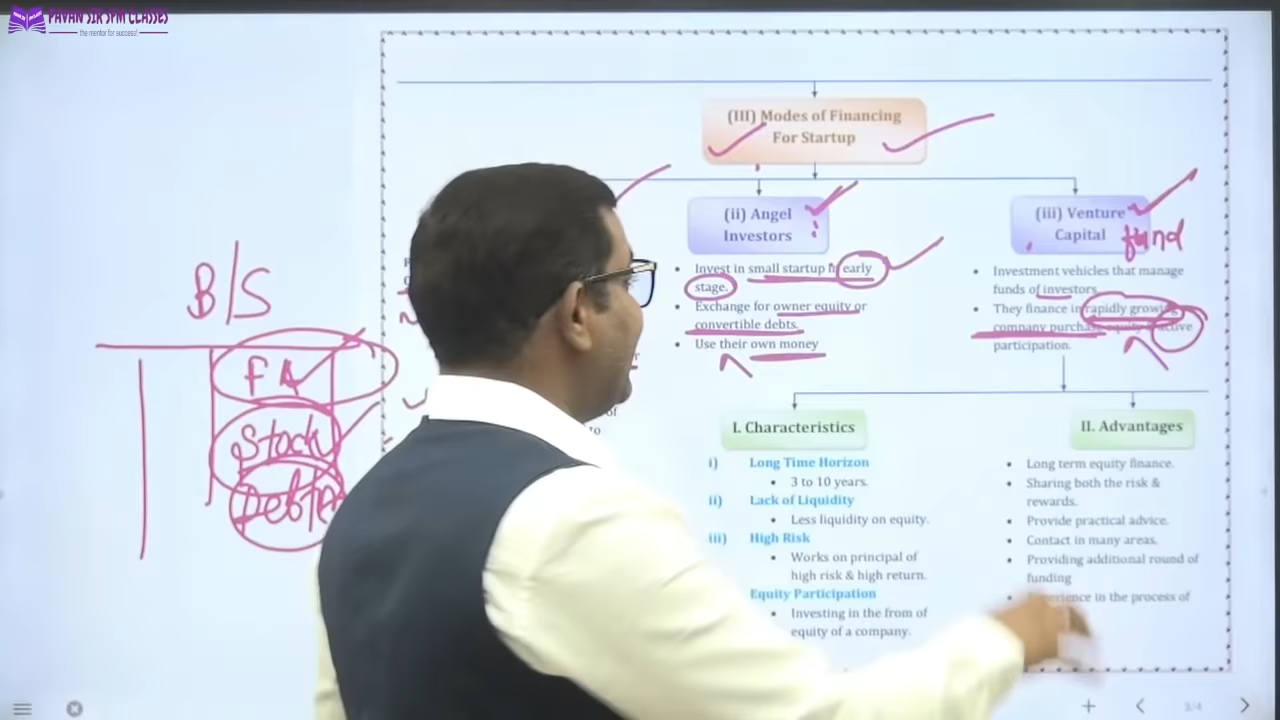 PAVAN SIR SPM CLASSES
the mentor for success!
(III) Modes of Financing
For Startup
(ii) Angel
Investors
Invest in small startup in early
stage.
Exchange for owner equity or
convertible debts.
Use their own money
(iii) Venture
Capital fund
Investment vehicles that manage
funds of investors.
They finance in rapidly growing
company purchase equity active
participation.
B/S
FA
Stock
I. Characteristics
i) Long Time Horizon
3 to 10 years.
ii) Lack of Liquidity
Less liquidity on equity.
iii) High Risk
Works on principal of
high risk & high return.
Equity Participation
Investing in the from of
equity of a company.
II. Advantages
Long term equity finance.
Sharing both the risk &
rewards.
Provide practical advice.
Contact in many areas.
Providing additional round of
funding
in the process of
of
to
3/4